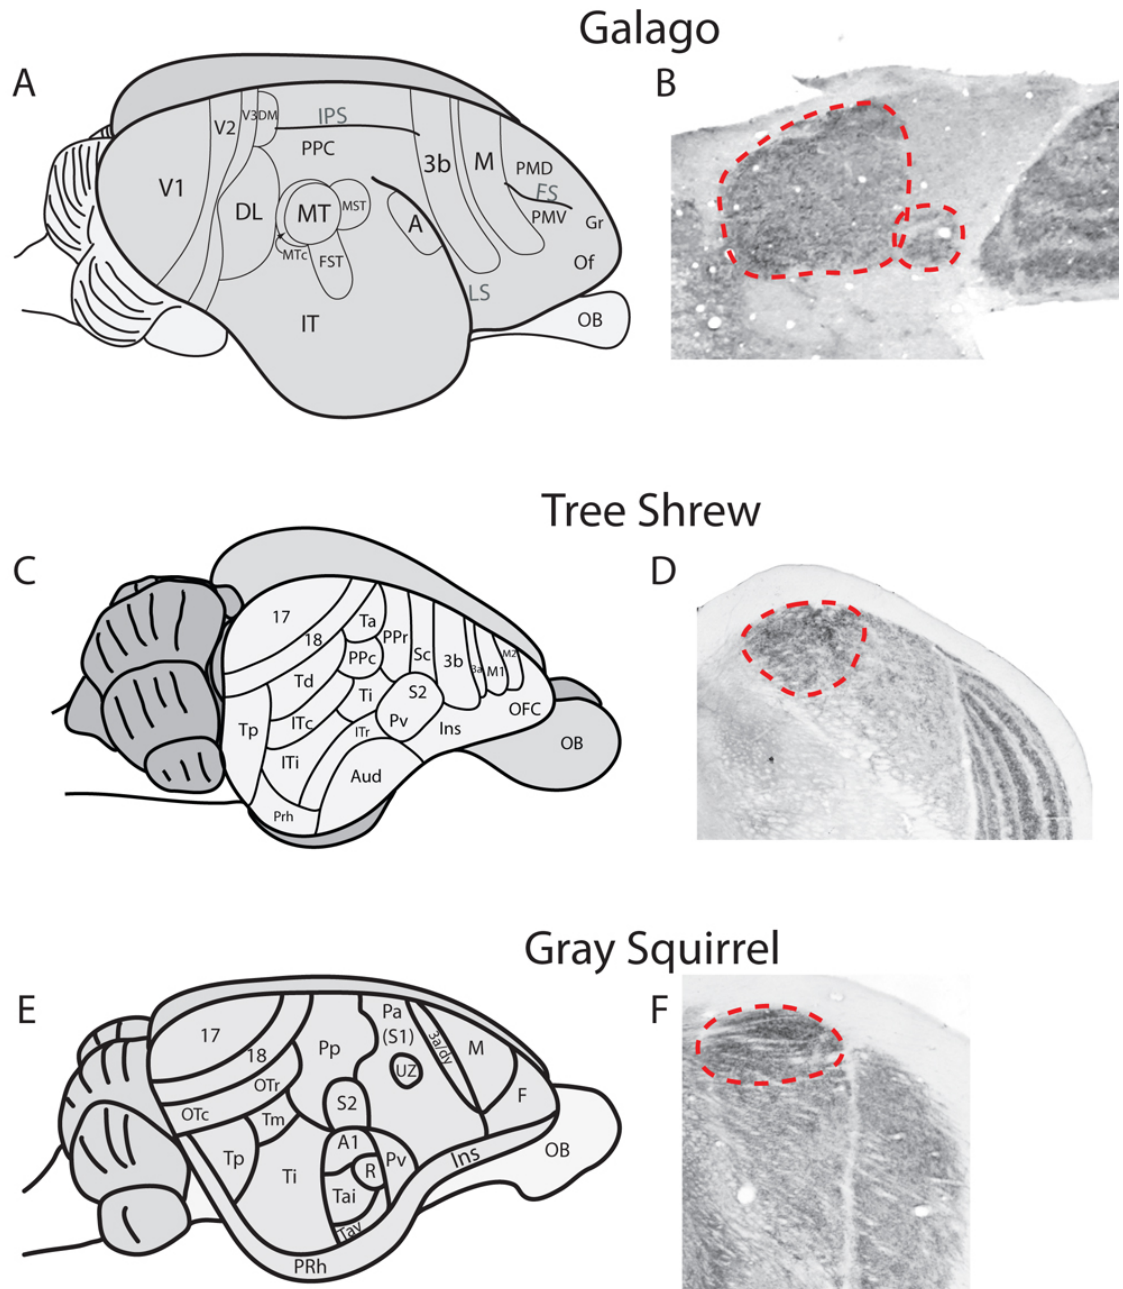 Galago
A
B
V1
V2
V3
DM
IPS
PPC
DL
MT
MST
MTc
FST
IT
A
3b
M
PMD
FS
PMV
Gr
Of
LS
OB
Tree Shrew
C
D
17
18
Ta
PPr
PPc
Sc
3b
3a
M1
M2
Td
Ti
S2
Tp
ITc
ITr
Pv
Ins
OFC
ITi
Aud
OB
Prh
Gray Squirrel
E
F
17
18
OTr
OTc
Pp
Pa
(S1)
UZ
3a/dy
M
F
Tm
S2
Tp
Ti
A1
R
Pv
Tai
Tav
Ins
OB
PRh